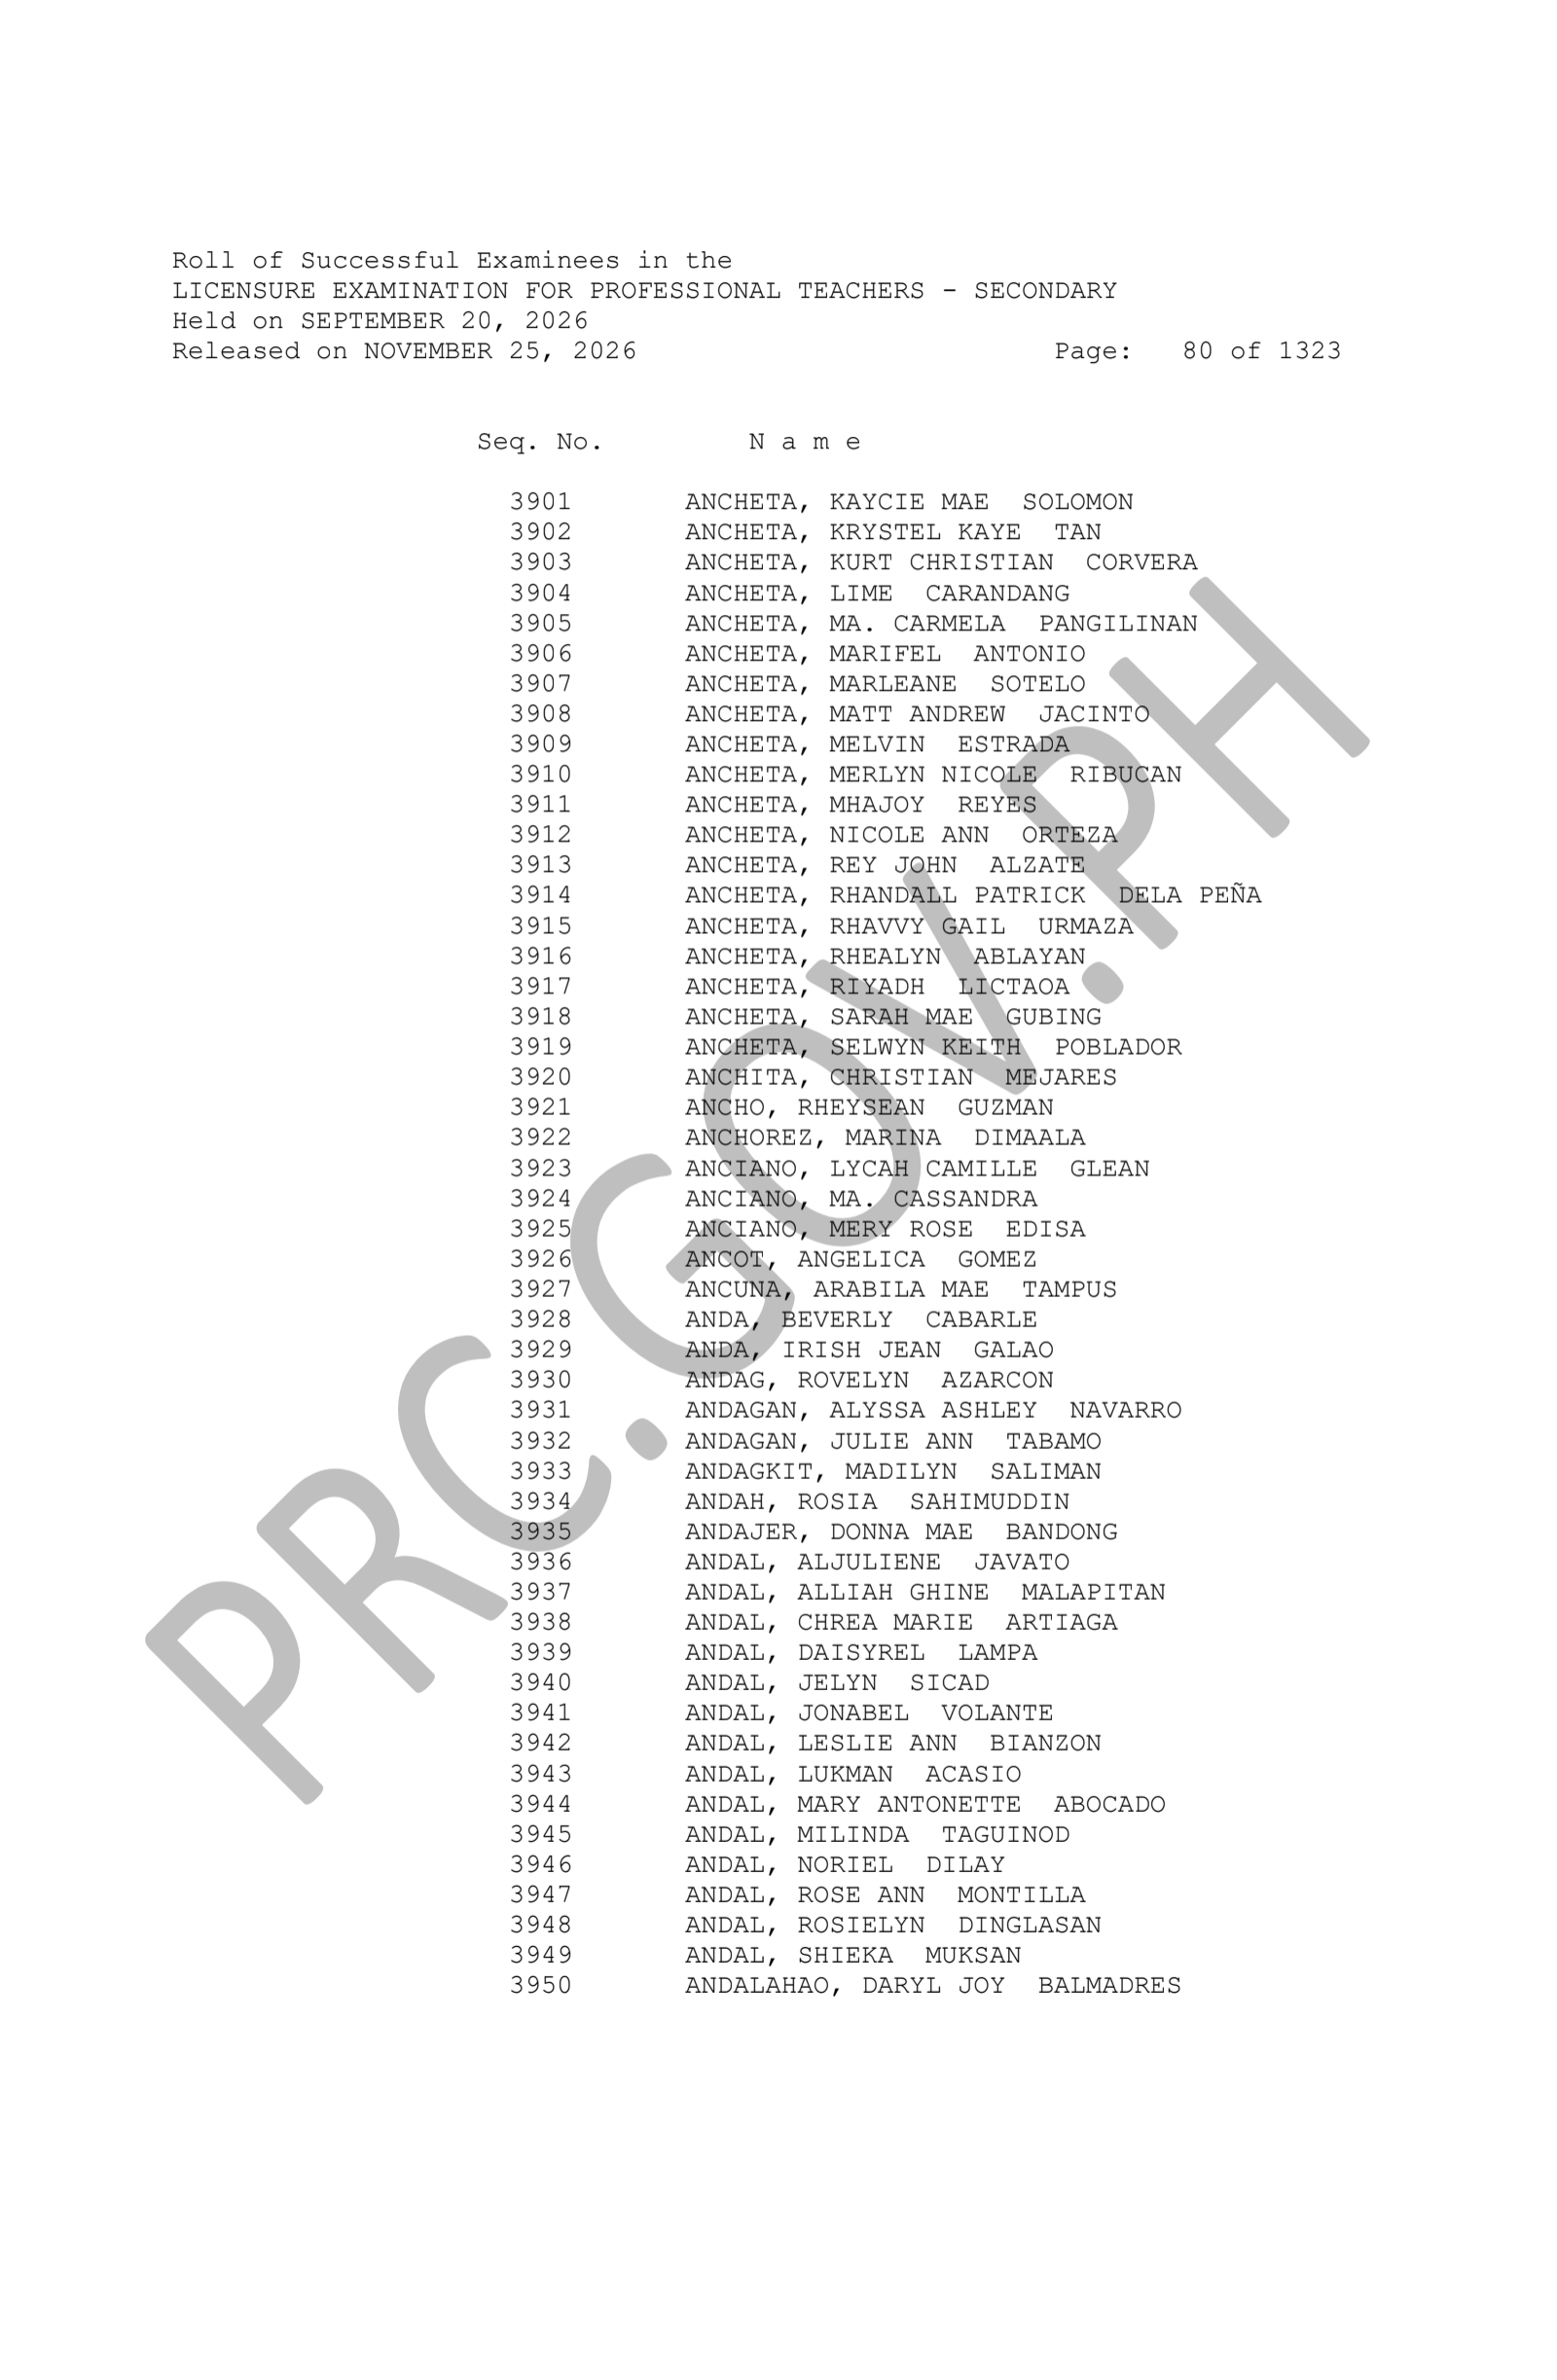 Roll of Successful Examinees in the
LICENSURE EXAMINATION FOR PROFESSIONAL TEACHERS - SECONDARY
Held on SEPTEMBER 20, 2026
Released on NOVEMBER 25, 2026 Page: 80 of 1323
Seq. No. N a m e
3901 ANCHETA, KAYCIE MAE SOLOMON
3902 ANCHETA, KRYSTEL KAYE TAN
3903 ANCHETA, KURT CHRISTIAN CORVERA
3904 ANCHETA, LIME CARANDANG
3905 ANCHETA, MA. CARMELA PANGILINAN
3906 ANCHETA, MARIFEL ANTONIO
3907 ANCHETA, MARLEANE SOTELO
3908 ANCHETA, MATT ANDREW JACINTO
3909 ANCHETA, MELVIN ESTRADA
3910 ANCHETA, MERLYN NICOLE RIBUCAN
3911 ANCHETA, MHAJOY REYES
3912 ANCHETA, NICOLE ANN ORTEZA
3913 ANCHETA, REY JOHN ALZATE
3914 ANCHETA, RHANDALL PATRICK DELA PEÑA
3915 ANCHETA, RHAVVY GAIL URMAZA
3916 ANCHETA, RHEALYN ABLAYAN
3917 ANCHETA, RIYADH LICTAOA
3918 ANCHETA, SARAH MAE GUBING
3919 ANCHETA, SELWYN KEITH POBLADOR
3920 ANCHITA, CHRISTIAN MEJARES
3921 ANCHO, RHEYSEAN GUZMAN
3922 ANCHOREZ, MARINA DIMAALA
3923 ANCIANO, LYCAH CAMILLE GLEAN
3924 ANCIANO, MA. CASSANDRA
3925 ANCIANO, MERY ROSE EDISA
3926 ANCOT, ANGELICA GOMEZ
3927 ANCUNA, ARABILA MAE TAMPUS
3928 ANDA, BEVERLY CABARLE
3929 ANDA, IRISH JEAN GALAO
3930 ANDAG, ROVELYN AZARCON
3931 ANDAGAN, ALYSSA ASHLEY NAVARRO
3932 ANDAGAN, JULIE ANN TABAMO
3933 ANDAGKIT, MADILYN SALIMAN
3934 ANDAH, ROSIA SAHIMUDDIN
3935 ANDAJER, DONNA MAE BANDONG
3936 ANDAL, ALJULIENE JAVATO
3937 ANDAL, ALLIAH GHINE MALAPITAN
3938 ANDAL, CHREA MARIE ARTIAGA
3939 ANDAL, DAISYREL LAMPA
3940 ANDAL, JELYN SICAD
3941 ANDAL, JONABEL VOLANTE
3942 ANDAL, LESLIE ANN BIANZON
3943 ANDAL, LUKMAN ACASIO
3944 ANDAL, MARY ANTONETTE ABOCADO
3945 ANDAL, MILINDA TAGUINOD
3946 ANDAL, NORIEL DILAY
3947 ANDAL, ROSE ANN MONTILLA
3948 ANDAL, ROSIELYN DINGLASAN
3949 ANDAL, SHIEKA MUKSAN
3950 ANDALAHAO, DARYL JOY BALMADRES
PRC.GOV.PH